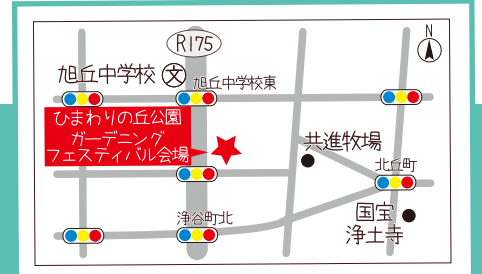 N
R175
旭丘中学校 文
旭丘中学校東
ひまわりの丘公園
ガーデニング
フェスティバル会場
共進牧場
北丘町
浄谷町北
国宝
浄土寺